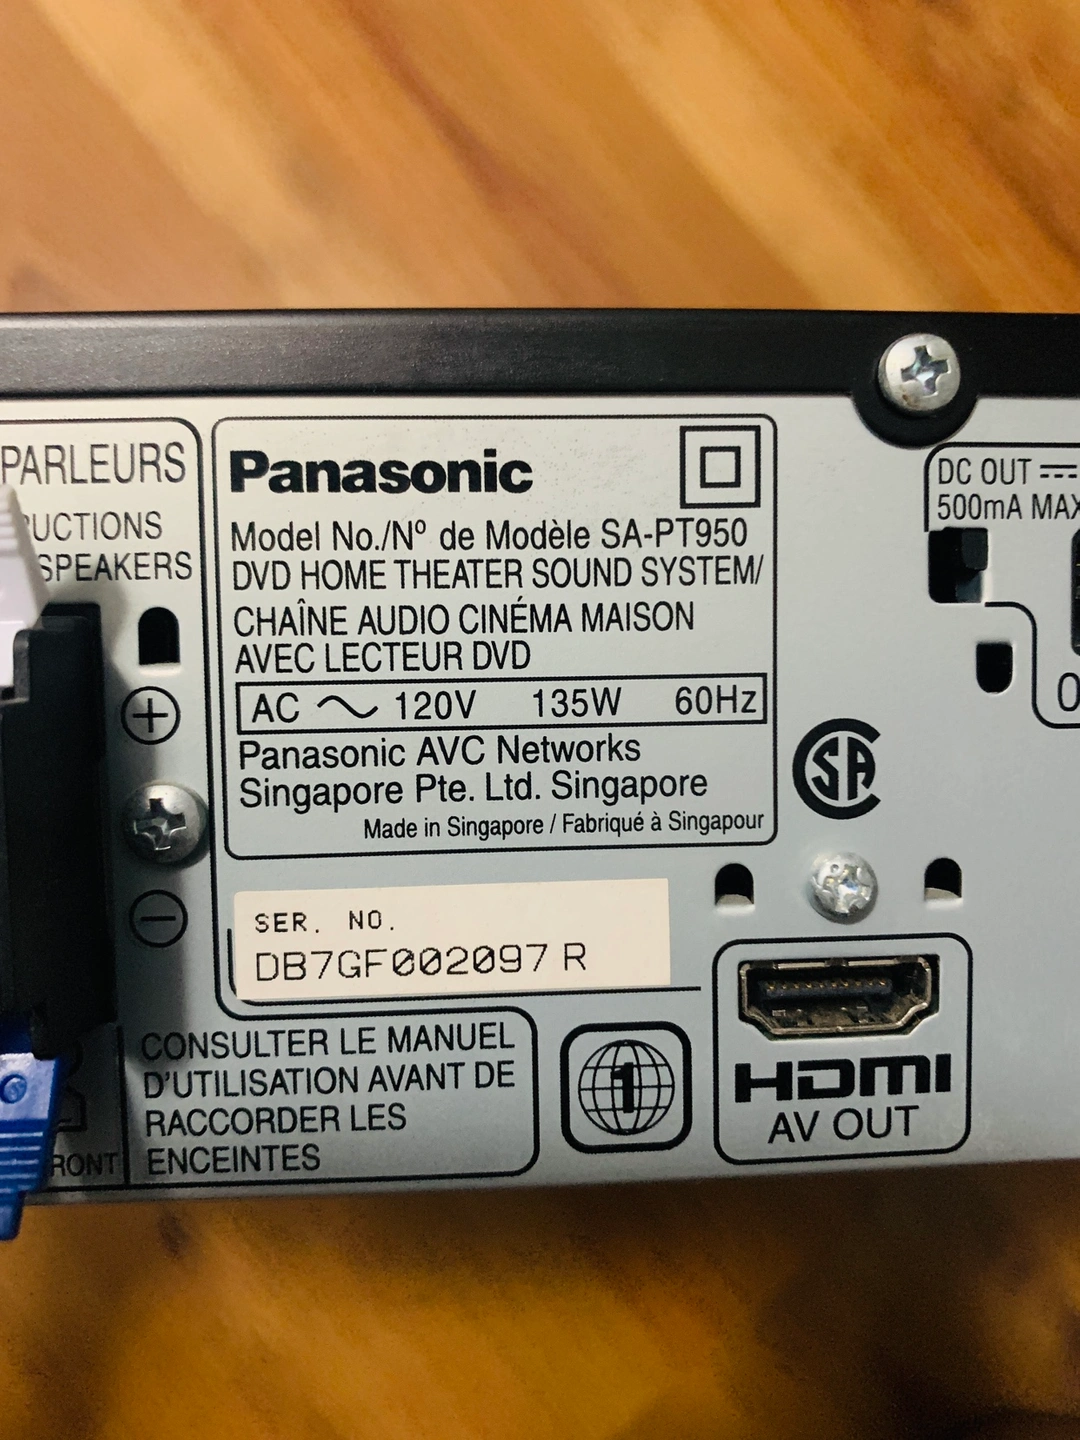 PARLEURS
SPEAKERS
Panasonic
Model No./Nº de Modèle SA-PT950
DVD HOME THEATER SOUND SYSTEM/
CHAÎNE AUDIO CINÉMA MAISON
AVEC LECTEUR DVD
AC ~ 120V 135W 60Hz
Panasonic AVC Networks
Singapore Pte. Ltd. Singapore
Made in Singapore / Fabriqué à Singapour
SER. NO.
DB7GF002097 R
CONSULTER LE MANUEL
D'UTILISATION AVANT DE
RACCORDER LES
ENCEINTES
1
DC OUT
500mA MAX
SA
HDMI
AV OUT